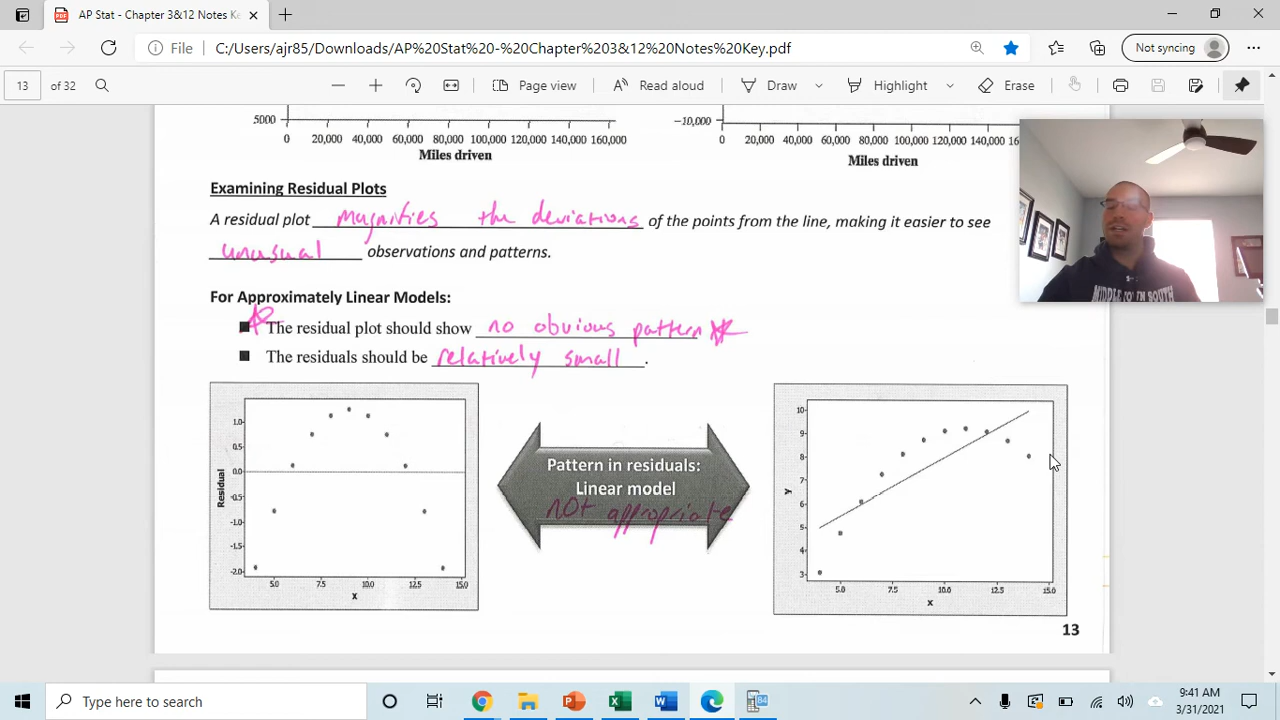 AP Stat - Chapter 3&12 Notes Ke
File
C:/Users/ajr85/Downloads/AP%20Stat%20-%20Chapter%203&12%20Notes%20Key.pdf
Not syncing
13 of 32
Page view
Read aloud
Draw
Highlight
Erase
5000
0 20,000 40,000 60,000 80,000 100,000 120,000 140,000 160,000
Miles driven
−10,000
0 20,000 40,000 60,000 80,000 100,000 120,000 140,000 16
Miles driven
Examining Residual Plots
A residual plot magnifies the deviations of the points from the line, making it easier to see
unusual observations and patterns.
For Approximately Linear Models:
The residual plot should show no obvious pattern
The residuals should be relatively small.
MIDDLE CO IN SOUTH
1.0
0.5
0.0
-0.5
-1.0
-1.5
-2.0
Residual
5.0 7.5 10.0 12.5 15.0
x
Pattern in residuals:
Linear model
not appropriate
10
9
8
7
6
5
4
3
y
5.0 7.5 10.0 12.5 15.0
x
13
Type here to search
84
9:41 AM
3/31/2021